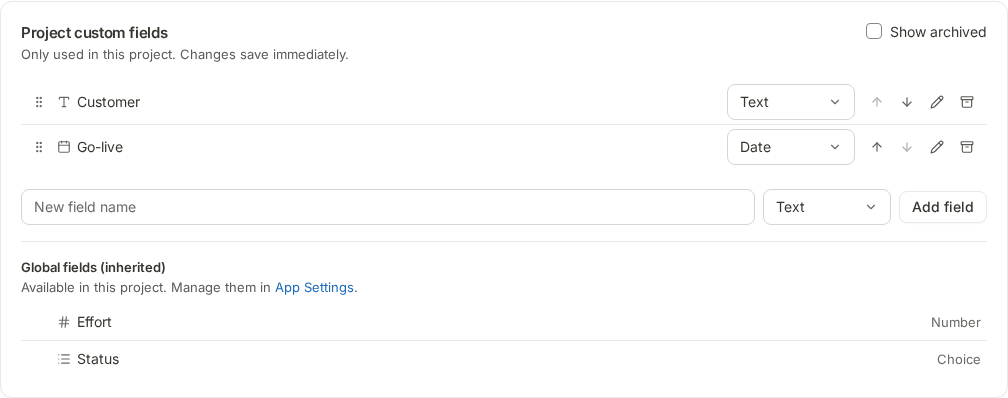 Project custom fields
Show archived
Only used in this project. Changes save immediately.
Customer
Text
Go-live
Date
New field name
Text
Add field
Global fields (inherited)
Available in this project. Manage them in App Settings.
Effort
Number
Status
Choice